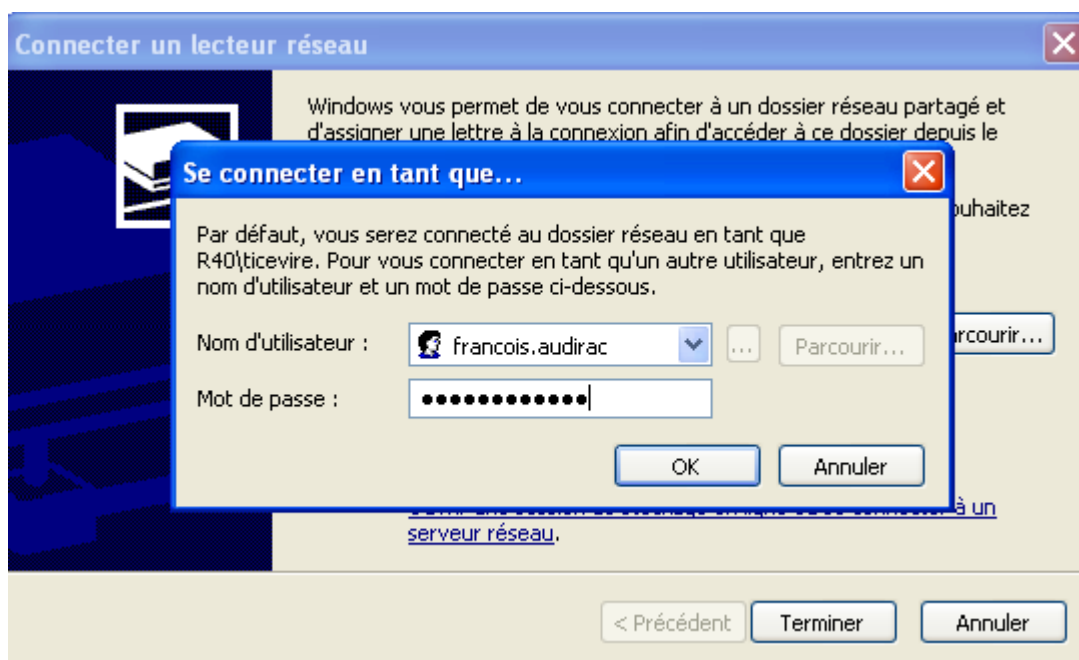 Connecter un lecteur réseau
Windows vous permet de vous connecter à un dossier réseau partagé et
d'assigner une lettre à la connexion afin d'accéder à ce dossier depuis le
Se connecter en tant que...
Par défaut, vous serez connecté au dossier réseau en tant que
R40\ticevire. Pour vous connecter en tant qu'un autre utilisateur, entrez un
nom d'utilisateur et un mot de passe ci-dessous.
Nom d'utilisateur :
francois.audirac
...
Parcourir...
Mot de passe :
●●●●●●●●●●●●
OK
Annuler
à un
serveur réseau.
< Précédent
Terminer
Annuler